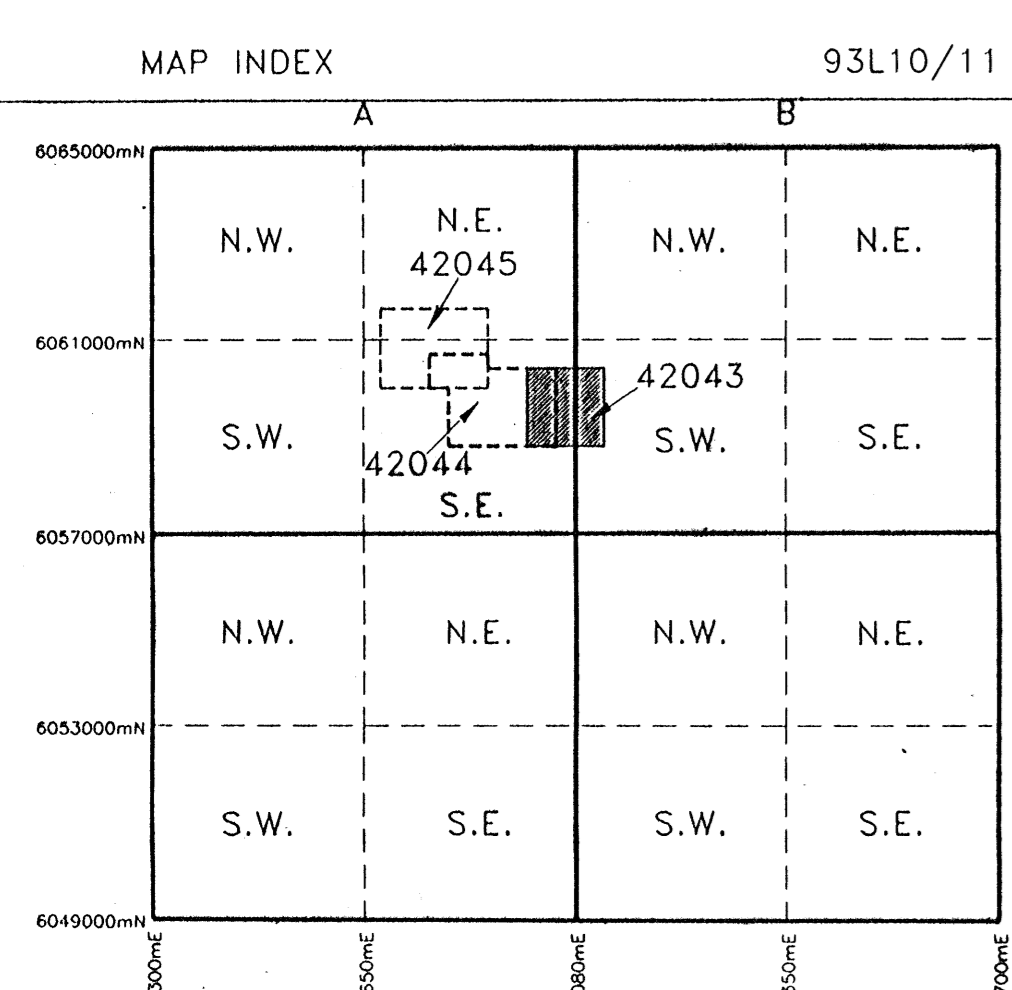 MAP INDEX 93L10/11
A B
6065000mN
N.W. N.E. N.W. N.E.
42045
6061000mN
42043
S.W. S.W. S.E.
42044
S.E.
6057000mN
N.W. N.E. N.W. N.E.
6053000mN
S.W. S.E. S.W. S.E.
6049000mN